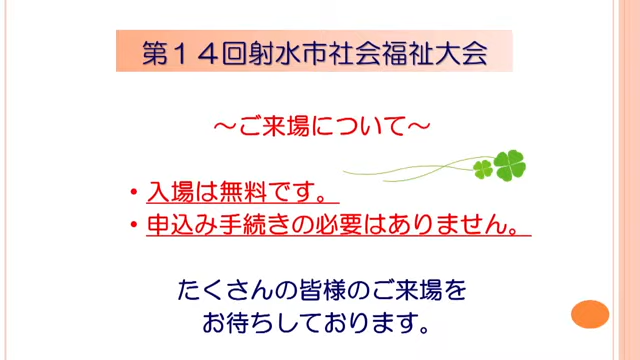 第１４回射水市社会福祉大会
～ご来場について～
・入場は無料です。
・申込み手続きの必要はありません。
たくさんの皆様のご来場を
お待ちしております。